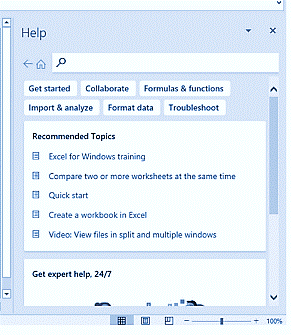 Help
Get started Collaborate Formulas & functions
Import & analyze Format data Troubleshoot
Recommended Topics
Excel for Windows training
Compare two or more worksheets at the same time
Quick start
Create a workbook in Excel
Video: View files in split and multiple windows
Get expert help, 24/7
100%